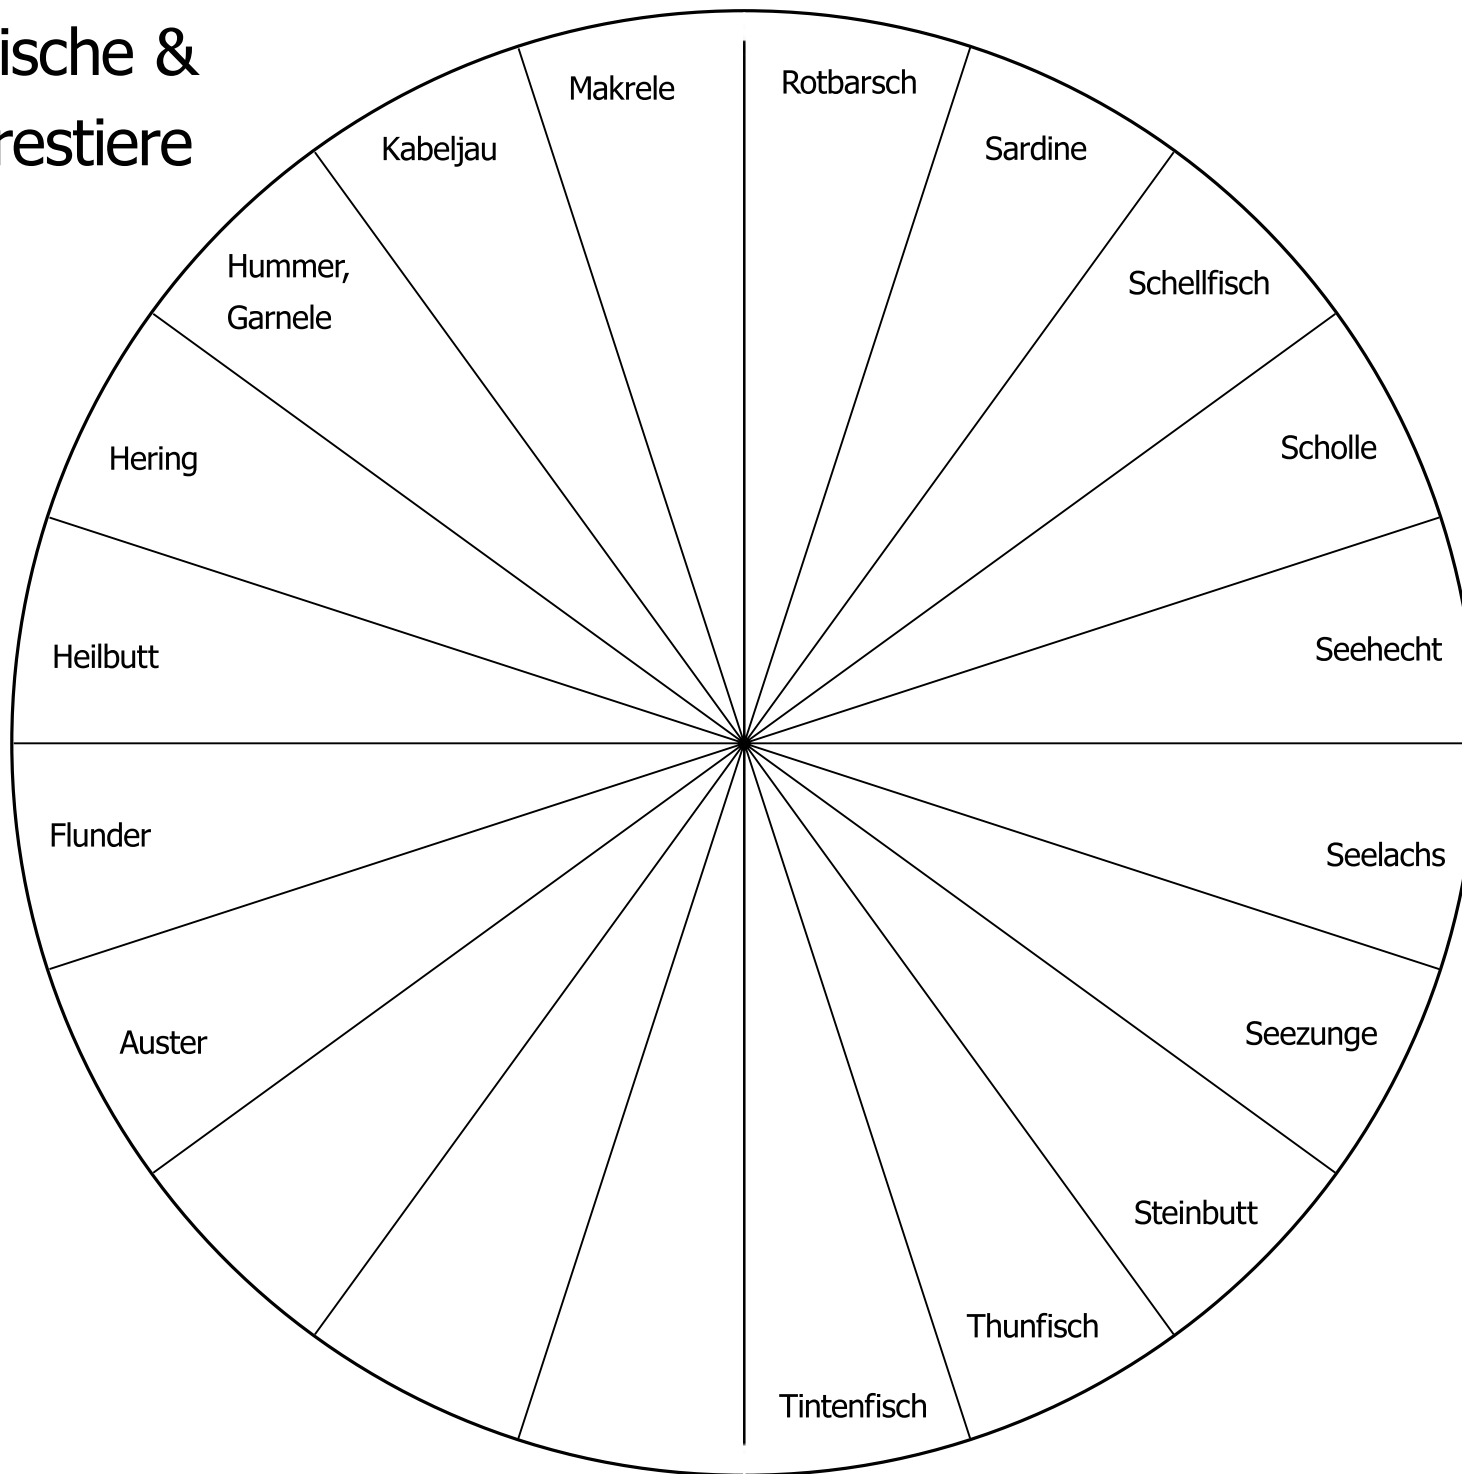 ische &
restiere
Makrele
Rotbarsch
Kabeljau
Sardine
Hummer,
Garnele
Schellfisch
Hering
Scholle
Heilbutt
Seehecht
Flunder
Seelachs
Auster
Seezunge
Steinbutt
Thunfisch
Tintenfisch